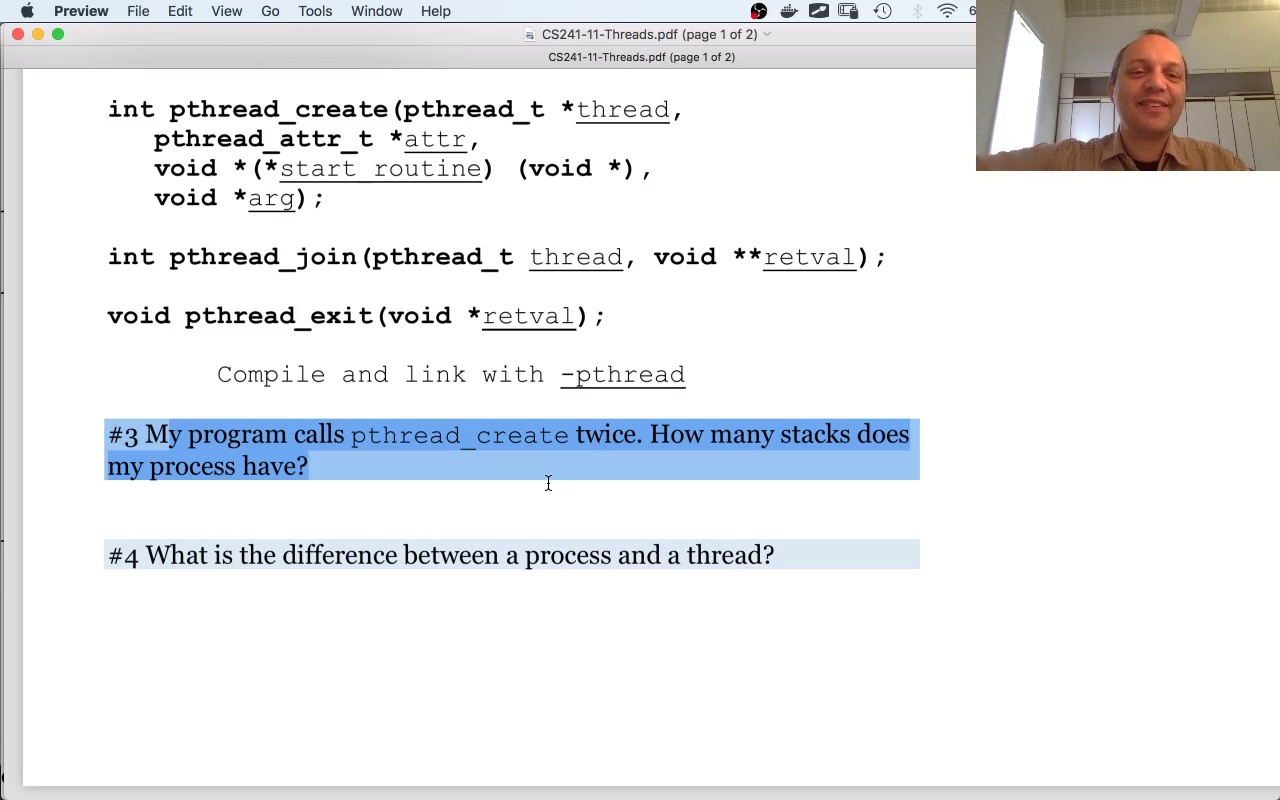 Preview File Edit View Go Tools Window Help 6
CS241-11-Threads.pdf (page 1 of 2)
CS241-11-Threads.pdf (page 1 of 2)
int pthread_create(pthread_t *thread,
pthread_attr_t *attr,
void *(*start_routine) (void *),
void *arg);
int pthread_join(pthread_t thread, void **retval);
void pthread_exit(void *retval);
Compile and link with -pthread
#3 My program calls pthread_create twice. How many stacks does
my process have?
#4 What is the difference between a process and a thread?